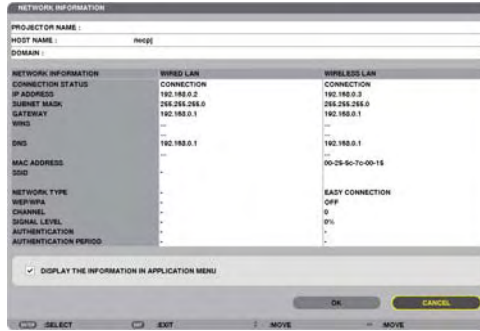 NETWORK INFORMATION
PROJECTOR NAME :
HOST NAME : necpj
DOMAIN :
NETWORK INFORMATION WIRED LAN WIRELESS LAN
CONNECTION STATUS CONNECTION CONNECTION
IP ADDRESS 192.168.0.2 192.168.0.3
SUBNET MASK 255.255.255.0 255.255.255.0
GATEWAY 192.168.0.1 192.168.0.1
WINS ... ...
... ...
DNS 192.168.0.1 192.168.0.1
... ...
MAC ADDRESS 00-25-5c-7c-00-15
SSID -
NETWORK TYPE - EASY CONNECTION
WEP/WPA - OFF
CHANNEL - 0
SIGNAL LEVEL - 0%
AUTHENTICATION - -
AUTHENTICATION PERIOD - -
DISPLAY THE INFORMATION IN APPLICATION MENU
OK CANCEL
ENTER :SELECT EXIT :EXIT ↕ :MOVE ↔ :MOVE